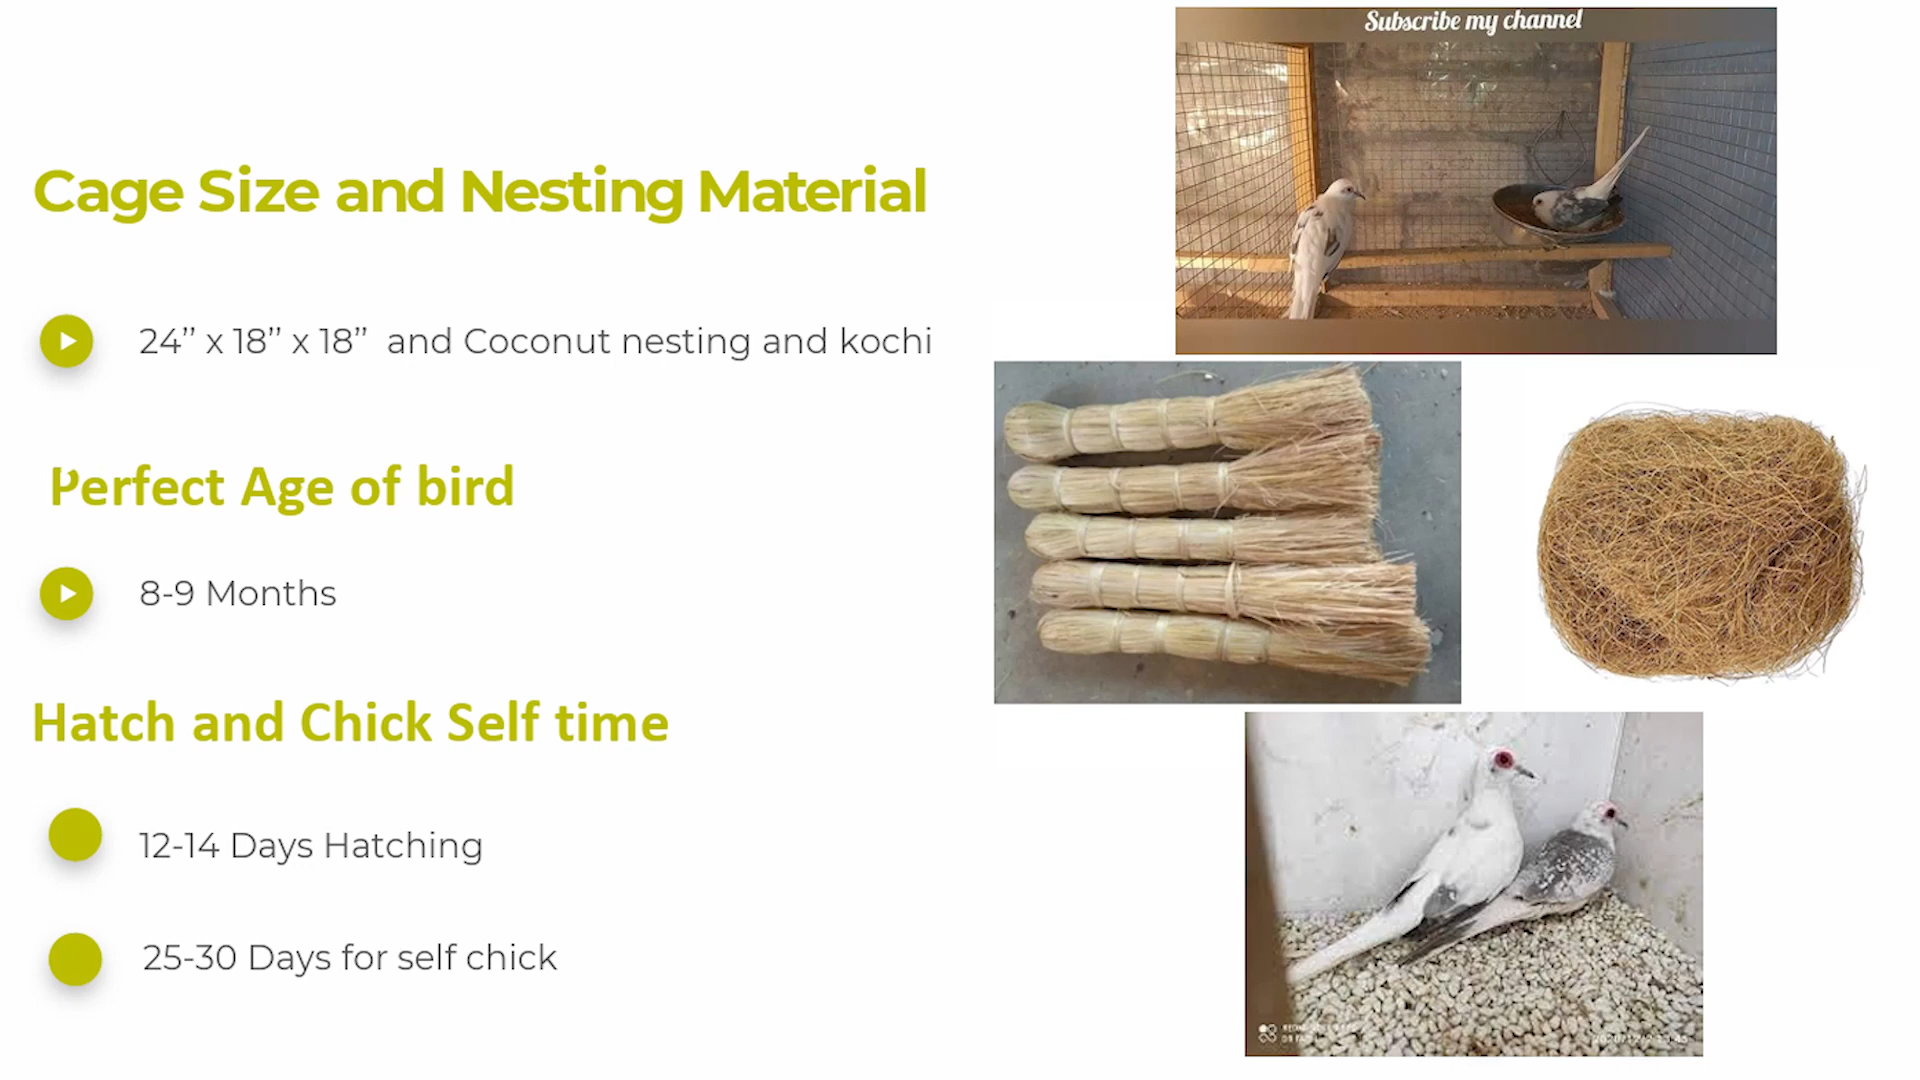 Subscribe my channel
Cage Size and Nesting Material
24” x 18” x 18” and Coconut nesting and kochi
Perfect Age of bird
8-9 Months
Hatch and Chick Self time
12-14 Days Hatching
25-30 Days for self chick